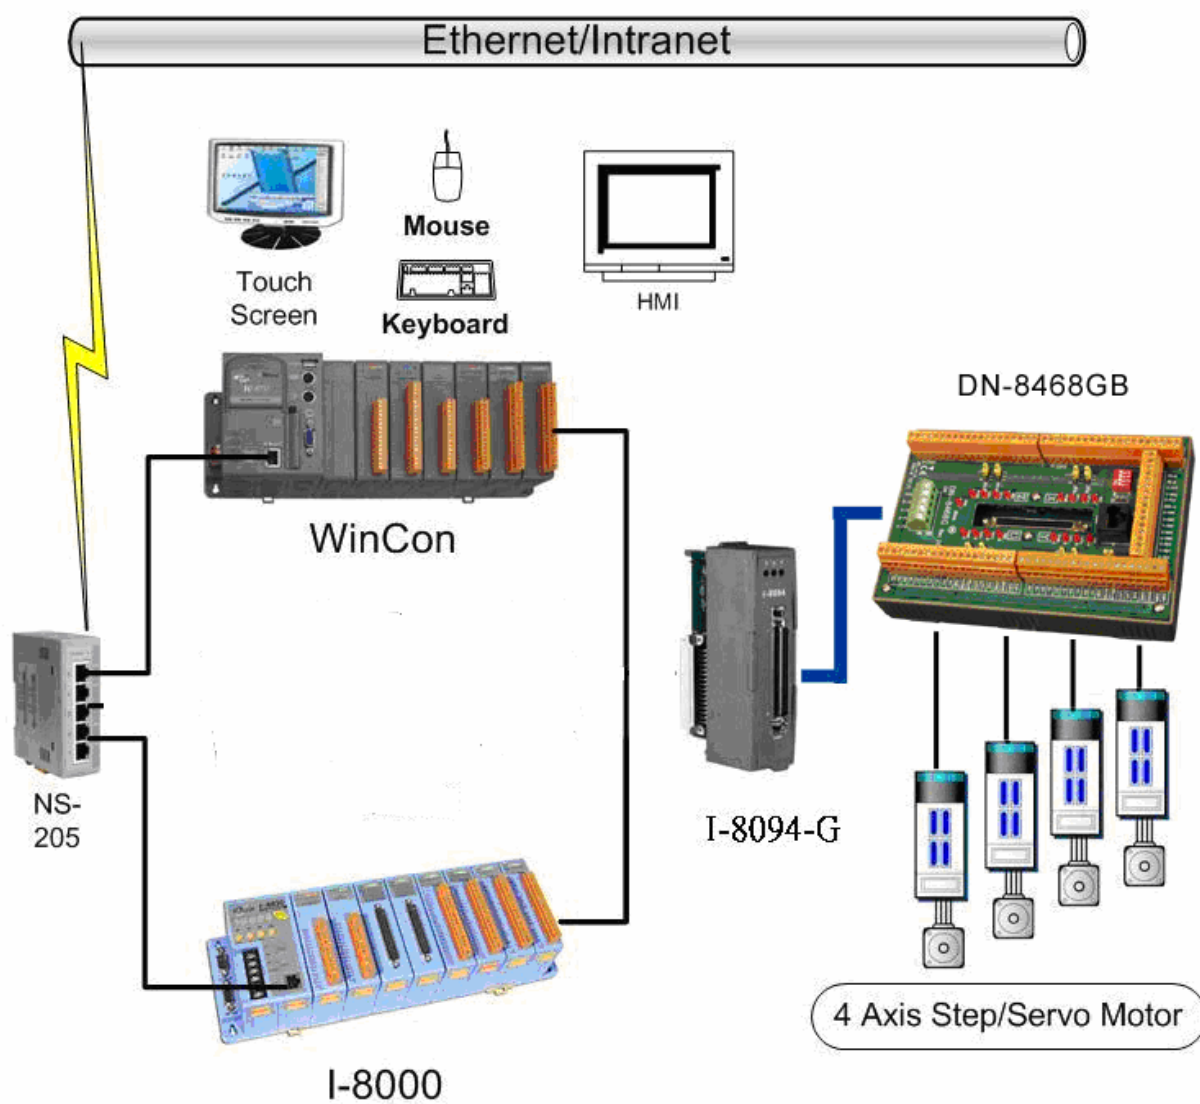 Ethernet/Intranet
Touch
Screen
Mouse
Keyboard
HMI
WinCon
DN-8468GB
I-8094
NS-
205
I-8094-G
I-8000
4 Axis Step/Servo Motor